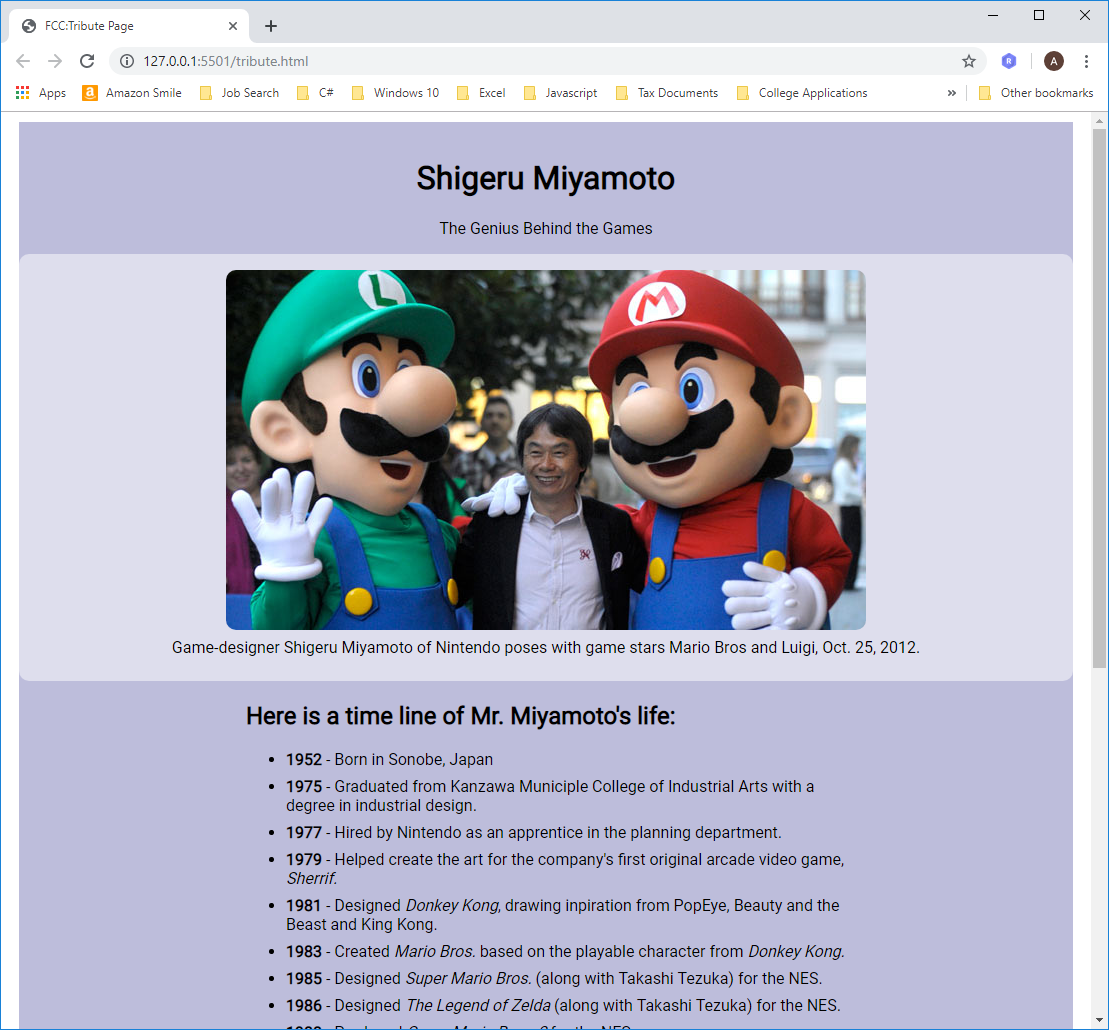 FCC:Tribute Page
127.0.0.1:5501/tribute.html
A
Apps
a
Amazon Smile
Job Search
C#
Windows 10
Excel
Javascript
Tax Documents
College Applications
»
Other bookmarks
Shigeru Miyamoto
The Genius Behind the Games
L
M
Game-designer Shigeru Miyamoto of Nintendo poses with game stars Mario Bros and Luigi, Oct. 25, 2012.
Here is a time line of Mr. Miyamoto's life:
• 1952 - Born in Sonobe, Japan
• 1975 - Graduated from Kanzawa Municiple College of Industrial Arts with a
degree in industrial design.
• 1977 - Hired by Nintendo as an apprentice in the planning department.
• 1979 - Helped create the art for the company's first original arcade video game,
Sherrif.
• 1981 - Designed Donkey Kong, drawing inpiration from PopEye, Beauty and the
Beast and King Kong.
• 1983 - Created Mario Bros. based on the playable character from Donkey Kong.
• 1985 - Designed Super Mario Bros. (along with Takashi Tezuka) for the NES.
• 1986 - Designed The Legend of Zelda (along with Takashi Tezuka) for the NES.